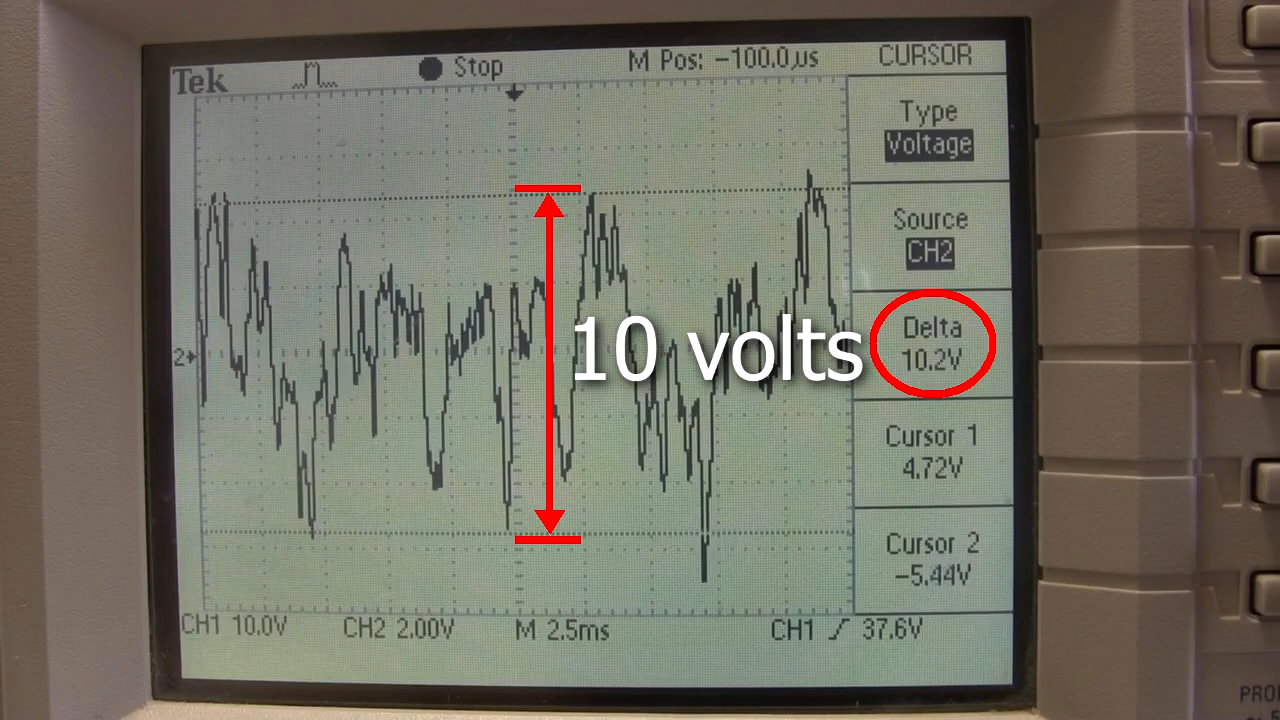 Tek
Stop
M Pos: -100.0µs
CURSOR
Type
Voltage
Source
CH2
Delta
10.2V
Cursor 1
4.72V
Cursor 2
-5.44V
2
10 volts
CH1 10.0V
CH2 2.00V
M 2.5ms
CH1
37.6V